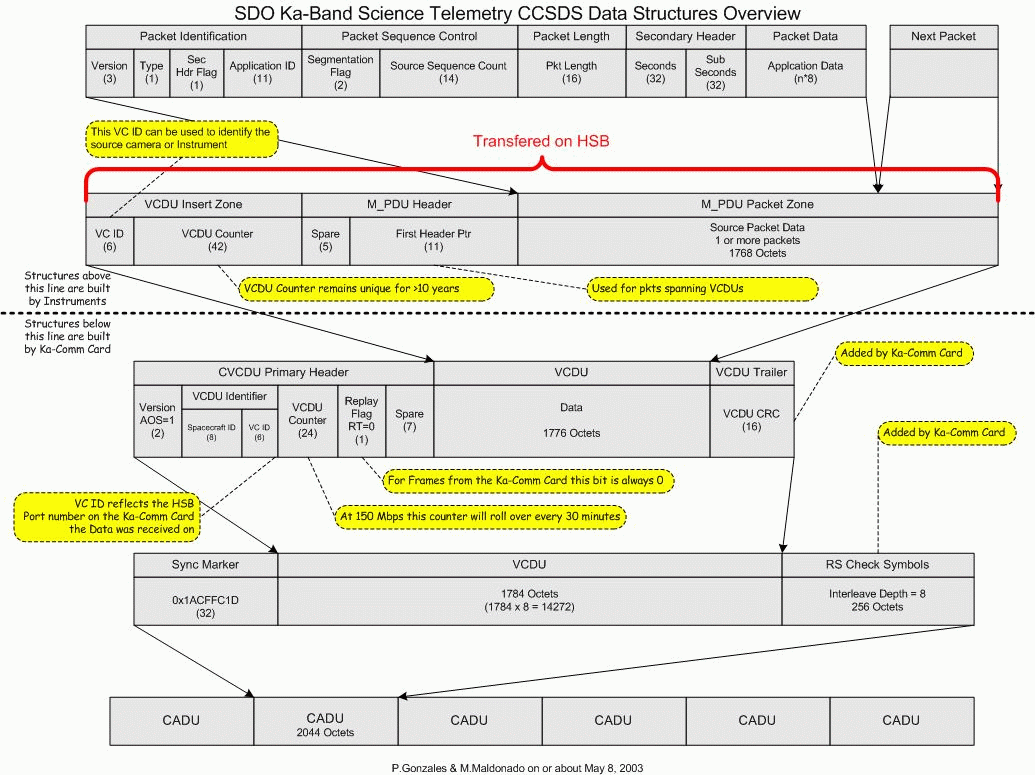 SDO Ka-Band Science Telemetry CCSDS Data Structures Overview
Packet Identification
Packet Sequence Control
Packet Length
Secondary Header
Packet Data
Next Packet
Version
(3)
Type
(1)
Sec
Hdr Flag
(1)
Application ID
(11)
Segmentation
Flag
(2)
Source Sequence Count
(14)
Pkt Length
(16)
Seconds
(32)
Sub
Seconds
(32)
Applcation Data
(n*8)
This VC ID can be used to identify the
source camera or Instrument
Transfered on HSB
VCDU Insert Zone
M_PDU Header
M_PDU Packet Zone
VC ID
(6)
VCDU Counter
(42)
Spare
(5)
First Header Ptr
(11)
Source Packet Data
1 or more packets
1768 Octets
Structures above
this line are built
by Instruments
VCDU Counter remains unique for >10 years
Used for pkts spanning VCDUs
Structures below
this line are built
by Ka-Comm Card
Added by Ka-Comm Card
CVCDU Primary Header
VCDU
VCDU Trailer
Version
AOS=1
(2)
VCDU Identifier
Spacecraft ID
(8)
VC ID
(6)
VCDU
Counter
(24)
Replay
Flag
RT=0
(1)
Spare
(7)
Data
1776 Octets
VCDU CRC
(16)
Added by Ka-Comm Card
For Frames from the Ka-Comm Card this bit is always 0
VC ID reflects the HSB
Port number on the Ka-Comm Card
the Data was received on
At 150 Mbps this counter will roll over every 30 minutes
Sync Marker
VCDU
RS Check Symbols
0x1ACFFC1D
(32)
1784 Octets
(1784 x 8 = 14272)
Interleave Depth = 8
256 Octets
CADU
CADU
2044 Octets
CADU
CADU
CADU
CADU
P.Gonzales & M.Maldonado on or about May 8, 2003